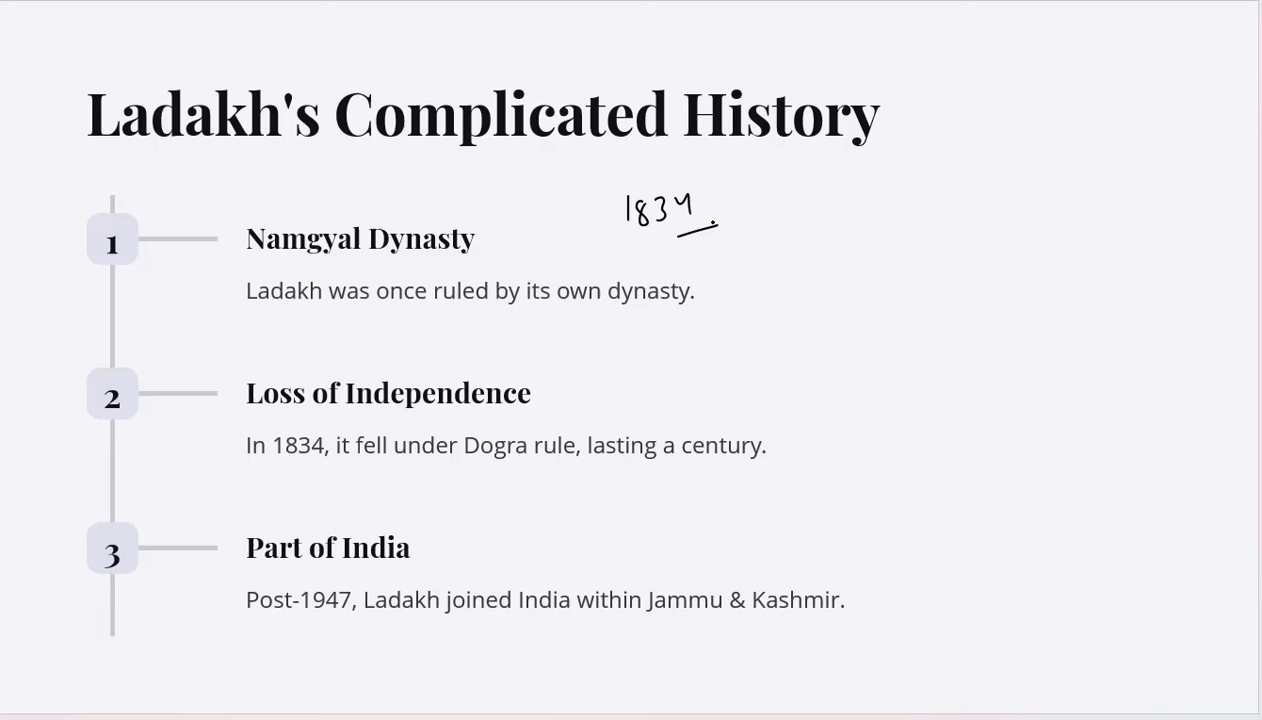 Ladakh's Complicated History
1834
1
Namgyal Dynasty
Ladakh was once ruled by its own dynasty.
2
Loss of Independence
In 1834, it fell under Dogra rule, lasting a century.
3
Part of India
Post-1947, Ladakh joined India within Jammu & Kashmir.